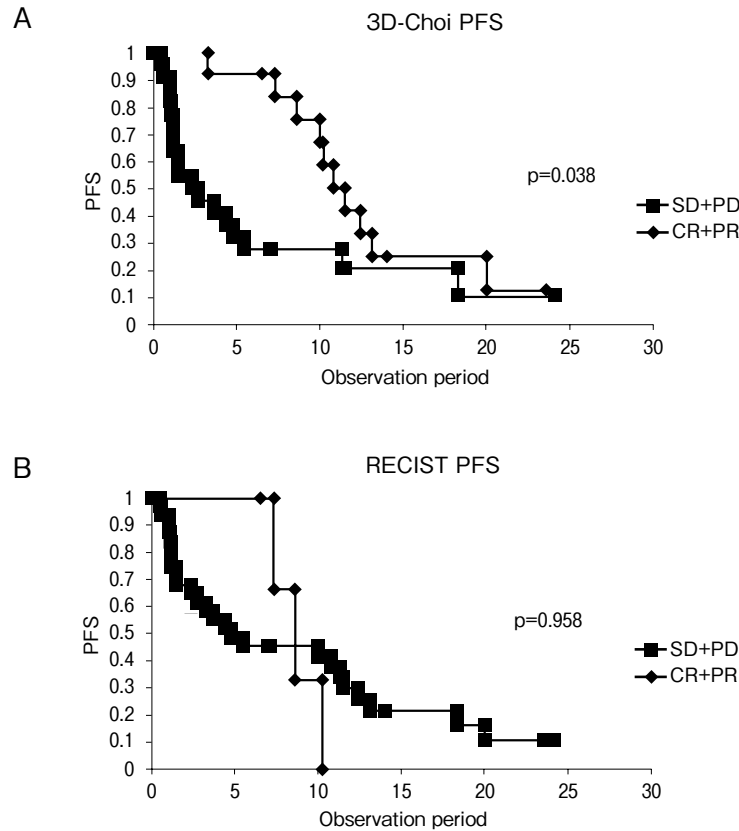 A
3D-Choi PFS
1
0.9
0.8
0.7
0.6
0.5
0.4
0.3
0.2
0.1
0
PFS
p=0.038
SD+PD
CR+PR
0 5 10 15 20 25 30
Observation period
B
RECIST PFS
1
0.9
0.8
0.7
0.6
0.5
0.4
0.3
0.2
0.1
0
PFS
p=0.958
SD+PD
CR+PR
0 5 10 15 20 25 30
Observation period